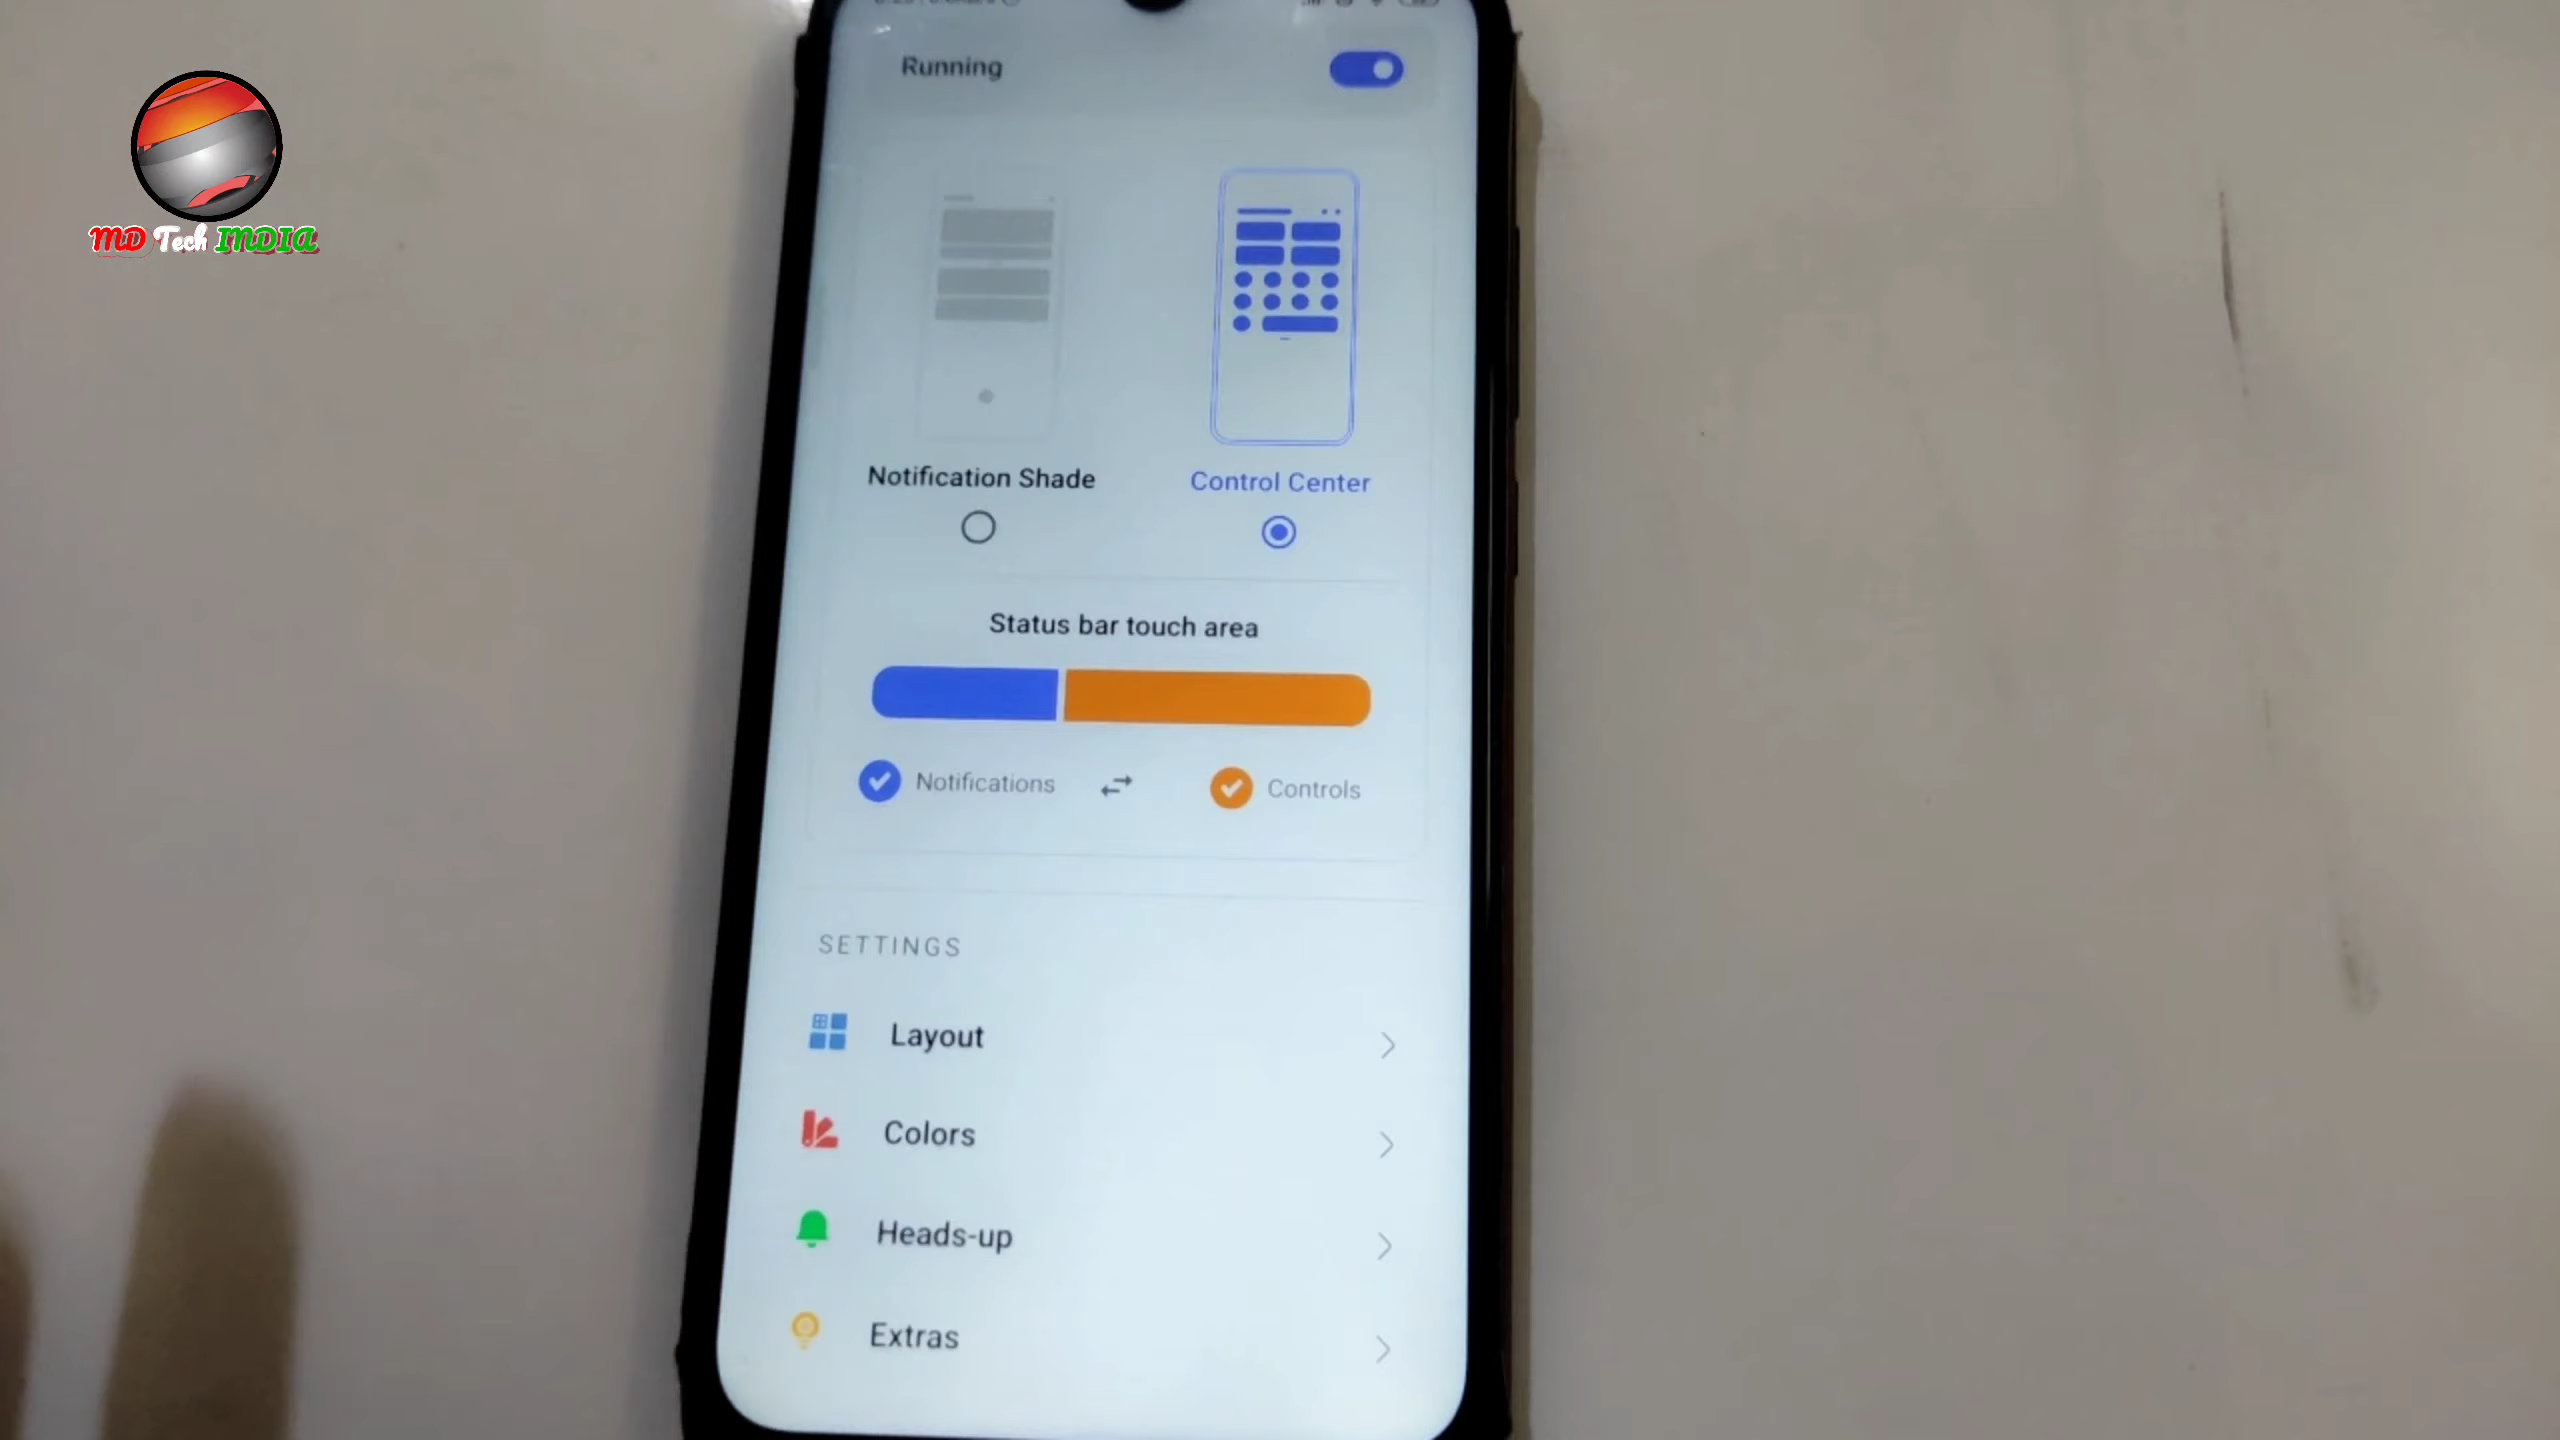 Running
MD Tech INDIA
Notification Shade
Control Center
Status bar touch area
Notifications
Controls
SETTINGS
Layout
Colors
Heads-up
Extras